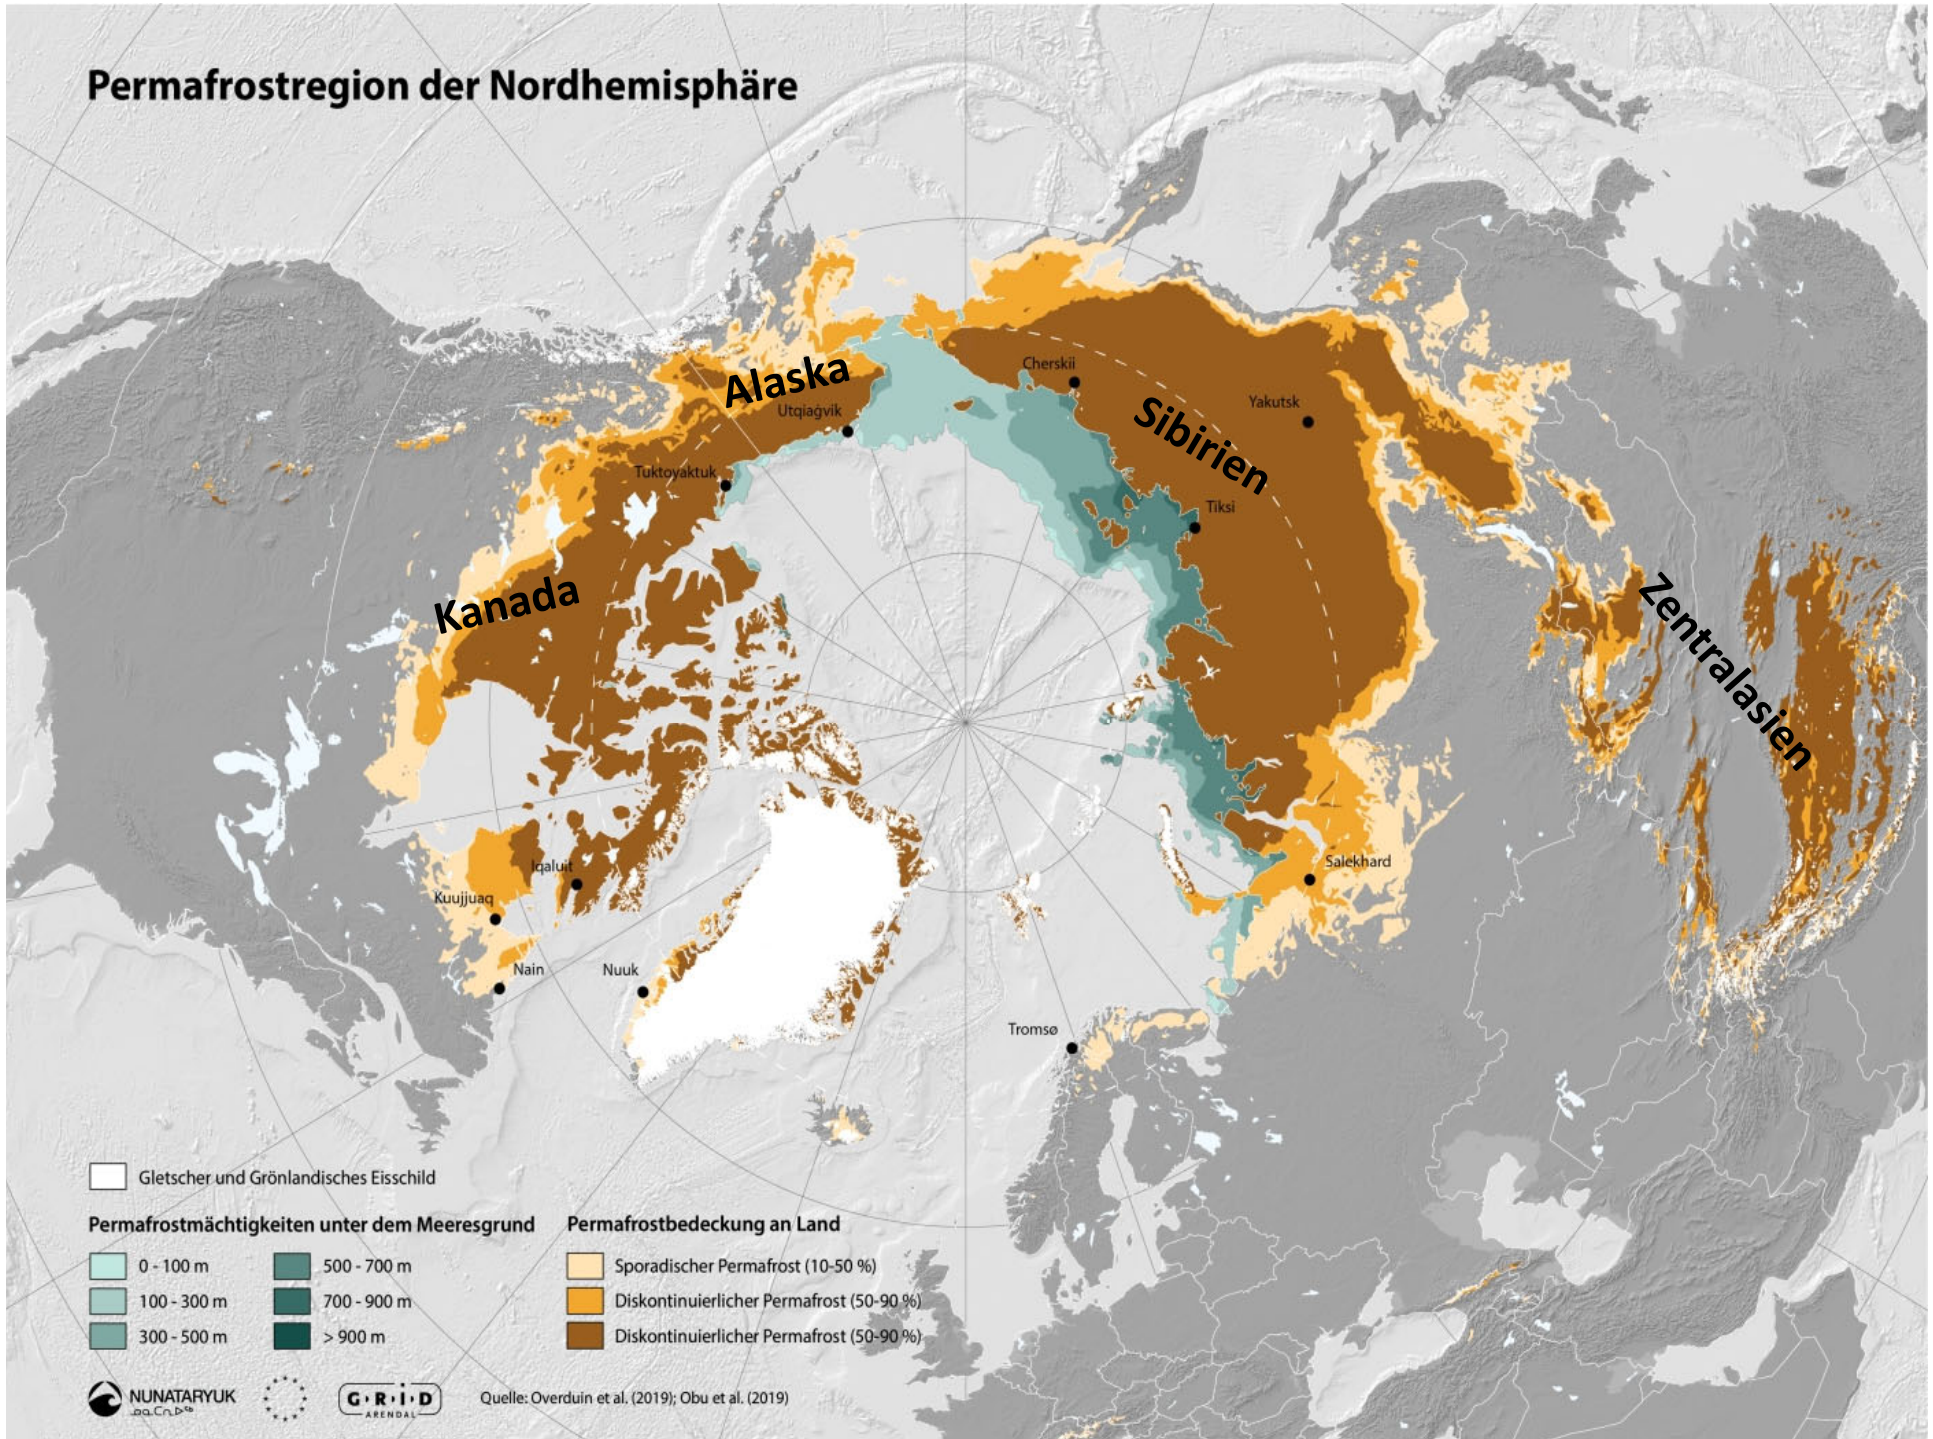 Permafrostregion der Nordhemisphäre
Alaska
Utqiaġvik
Tuktoyaktuk
Kanada
Cherskii
Yakutsk
Sibirien
Tiksi
Zentralasien
Salekhard
Iqaluit
Kuujjuaq
Nain
Nuuk
Tromsø
Gletscher und Grönlandisches Eisschild
Permafrostmächtigkeiten unter dem Meeresgrund
0 - 100 m
100 - 300 m
300 - 500 m
500 - 700 m
700 - 900 m
> 900 m
Permafrostbedeckung an Land
Sporadischer Permafrost (10-50 %)
Diskontinuierlicher Permafrost (50-90 %)
Diskontinuierlicher Permafrost (50-90 %)
NUNATARYUK
ᓄᓇᑕᕆᐅᖅ
G·R·I·D
ARENDAL
Quelle: Overduin et al. (2019); Obu et al. (2019)